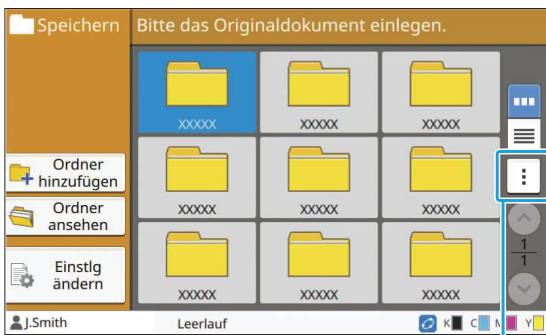 Speichern
Bitte das Originaldokument einlegen.
XXXXX XXXXX XXXXX
Ordner
hinzufügen
XXXXX XXXXX XXXXX
Ordner
ansehen
1
1
Einstlg
ändern
XXXXX XXXXX XXXXX
J.Smith
Leerlauf
K C M Y